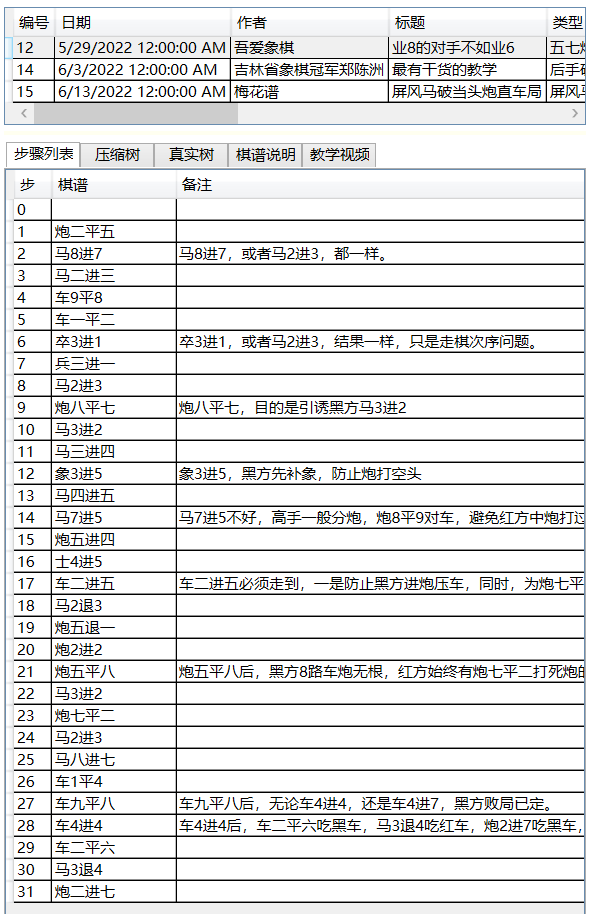 编号 日期 作者 标题 类型
12 5/29/2022 12:00:00 AM 吾爱象棋 业8的对手不如业6 五七炮
14 6/3/2022 12:00:00 AM 吉林省象棋冠军郑陈洲 最有干货的教学 后手破
15 6/13/2022 12:00:00 AM 梅花谱 屏风马破当头炮直车局 屏风马
步骤列表 压缩树 真实树 棋谱说明 教学视频
步 棋谱 备注
0
1 炮二平五
2 马8进7 马8进7，或者马2进3，都一样。
3 马二进三
4 车9平8
5 车一平二
6 卒3进1 卒3进1，或者马2进3，结果一样，只是走棋次序问题。
7 兵三进一
8 马2进3
9 炮八平七 炮八平七，目的是引诱黑方马3进2
10 马3进2
11 马三进四
12 象3进5 象3进5，黑方先补象，防止炮打空头
13 马四进五
14 马7进5 马7进5不好，高手一般分炮，炮8平9对车，避免红方中炮打过
15 炮五进四
16 士4进5
17 车二进五 车二进五必须走到，一是防止黑方进炮压车，同时，为炮七平
18 马2退3
19 炮五退一
20 炮2进2
21 炮五平八 炮五平八后，黑方8路车炮无根，红方始终有炮七平二打死炮的
22 马3进2
23 炮七平二
24 马2进3
25 马八进七
26 车1平4
27 车九平八 车九平八后，无论车4进4，还是车4进7，黑方败局已定。
28 车4进4 车4进4后，车二平六吃黑车，马3退4吃红车，炮2进7吃黑车，
29 车二平六
30 马3退4
31 炮二进七